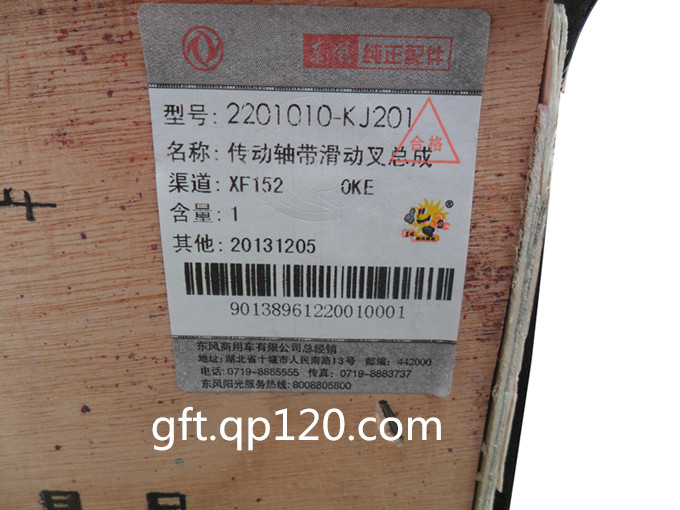 东风 纯正配件
型号: 2201010-KJ201
合格
名称: 传动轴带滑动叉总成
渠道: XF152 0KE
含量: 1
®
其他: 20131205
90138961220010001
东风商用车有限公司总经销
地址: 湖北省十堰市人民南路13号 邮编: 442000
电话: 0719-8885555 传真: 0719-8883737
东风阳光服务热线: 8008805800
gft.qp120.com